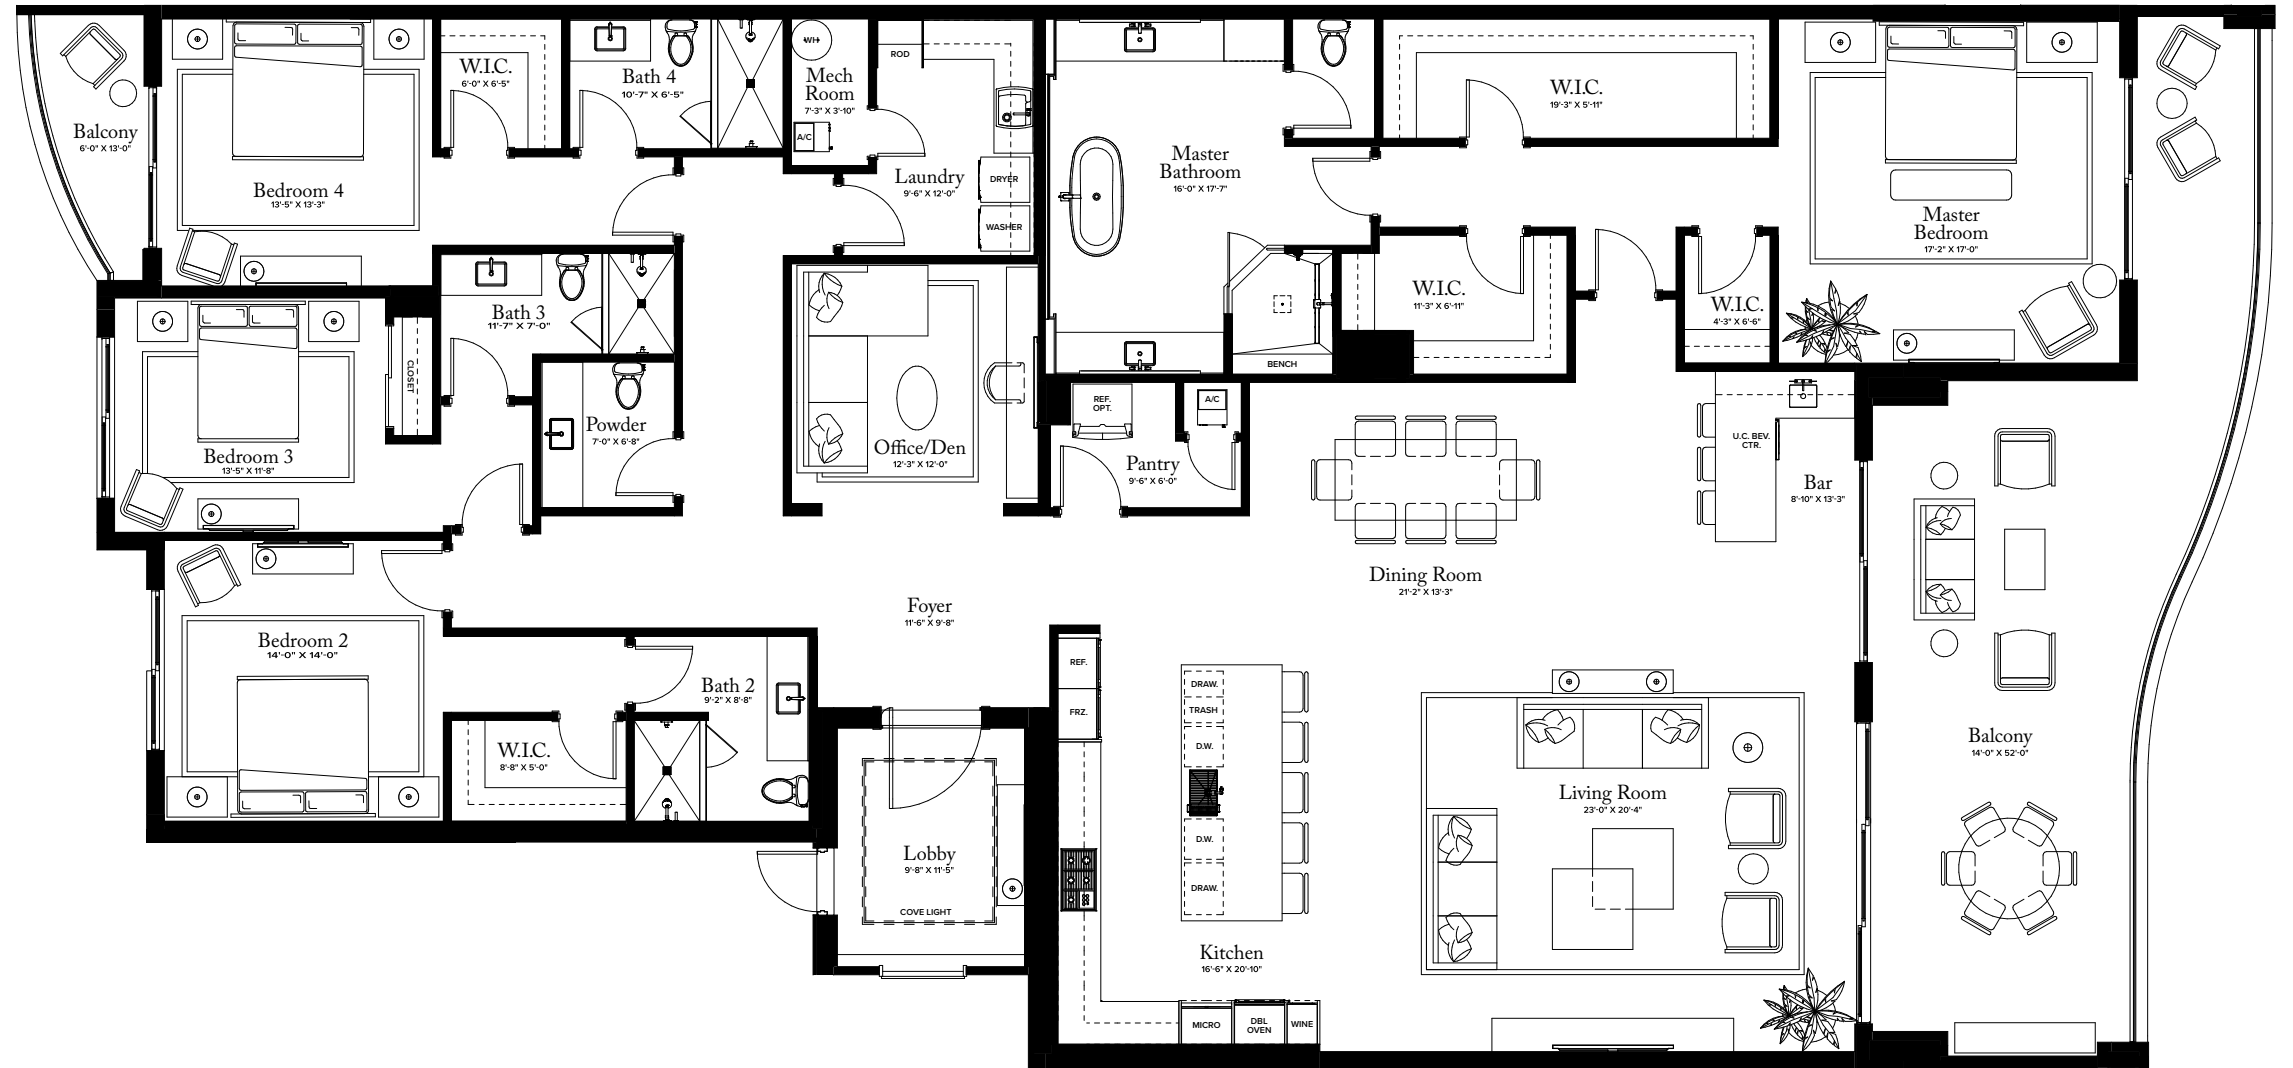 Balcony
6'-0" X 13'-0"
Bedroom 4
13'-5" X 13'-3"
W.I.C.
6'-0" X 6'-5"
Bath 4
10'-7" X 6'-5"
WH
Mech
Room
7'-3" X 3'-10"
A/C
ROD
Laundry
9'-6" X 12'-0"
DRYER
WASHER
Master
Bathroom
16'-0" X 17'-7"
BENCH
W.I.C.
19'-3" X 5'-11"
W.I.C.
11'-3" X 6'-11"
W.I.C.
4'-3" X 6'-6"
Master
Bedroom
17'-2" X 17'-0"
Bedroom 3
13'-5" X 11'-8"
CLOSET
Bath 3
11'-7" X 7'-0"
Powder
7'-0" X 6'-8"
Office/Den
12'-3" X 12'-0"
REF.
OPT.
A/C
Pantry
9'-6" X 6'-0"
Dining Room
21'-2" X 13'-3"
U.C. BEV.
CTR.
Bar
8'-10" X 13'-3"
Bedroom 2
14'-0" X 14'-0"
W.I.C.
8'-8" X 5'-0"
Bath 2
9'-2" X 8'-8"
Foyer
11'-6" X 9'-8"
Lobby
9'-8" X 11'-5"
COVE LIGHT
REF.
FRZ.
DRAW.
TRASH
D.W.
D.W.
DRAW.
Kitchen
16'-6" X 20'-10"
MICRO
DBL
OVEN
WINE
Living Room
23'-0" X 20'-4"
Balcony
14'-0" X 52'-0"